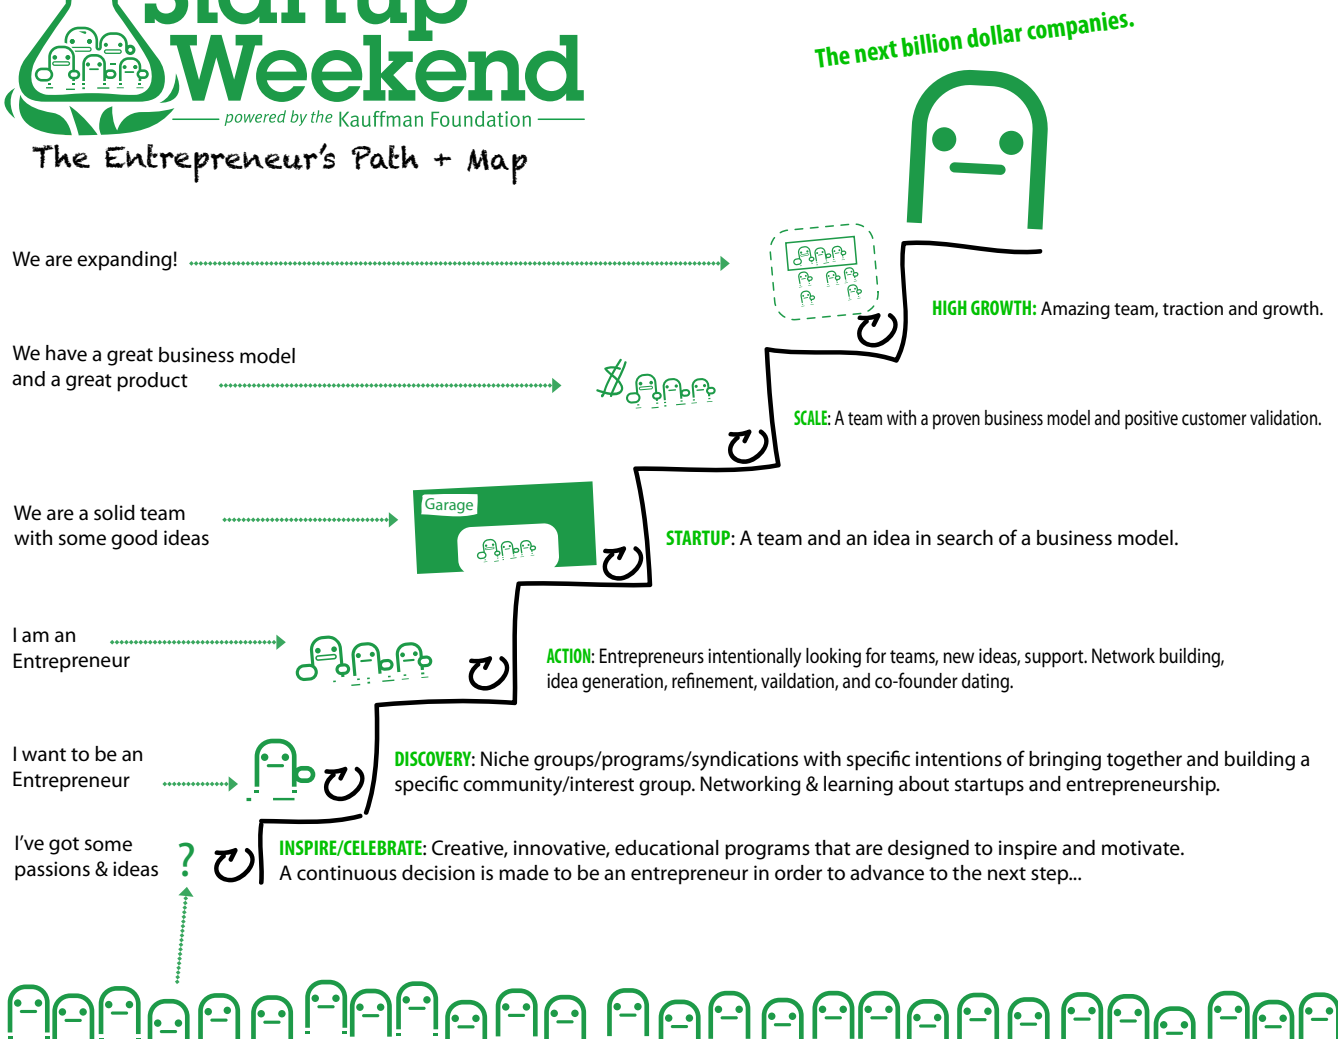 Startup
Weekend
powered by the Kauffman Foundation
The Entrepreneur's Path + Map
The next billion dollar companies.
We are expanding!
HIGH GROWTH: Amazing team, traction and growth.
We have a great business model
and a great product
$
SCALE: A team with a proven business model and positive customer validation.
We are a solid team
with some good ideas
Garage
STARTUP: A team and an idea in search of a business model.
I am an
Entrepreneur
ACTION: Entrepreneurs intentionally looking for teams, new ideas, support. Network building,
idea generation, refinement, vaildation, and co-founder dating.
I want to be an
Entrepreneur
DISCOVERY: Niche groups/programs/syndications with specific intentions of bringing together and building a
specific community/interest group. Networking & learning about startups and entrepreneurship.
I've got some
passions & ideas
?
INSPIRE/CELEBRATE: Creative, innovative, educational programs that are designed to inspire and motivate.
A continuous decision is made to be an entrepreneur in order to advance to the next step...